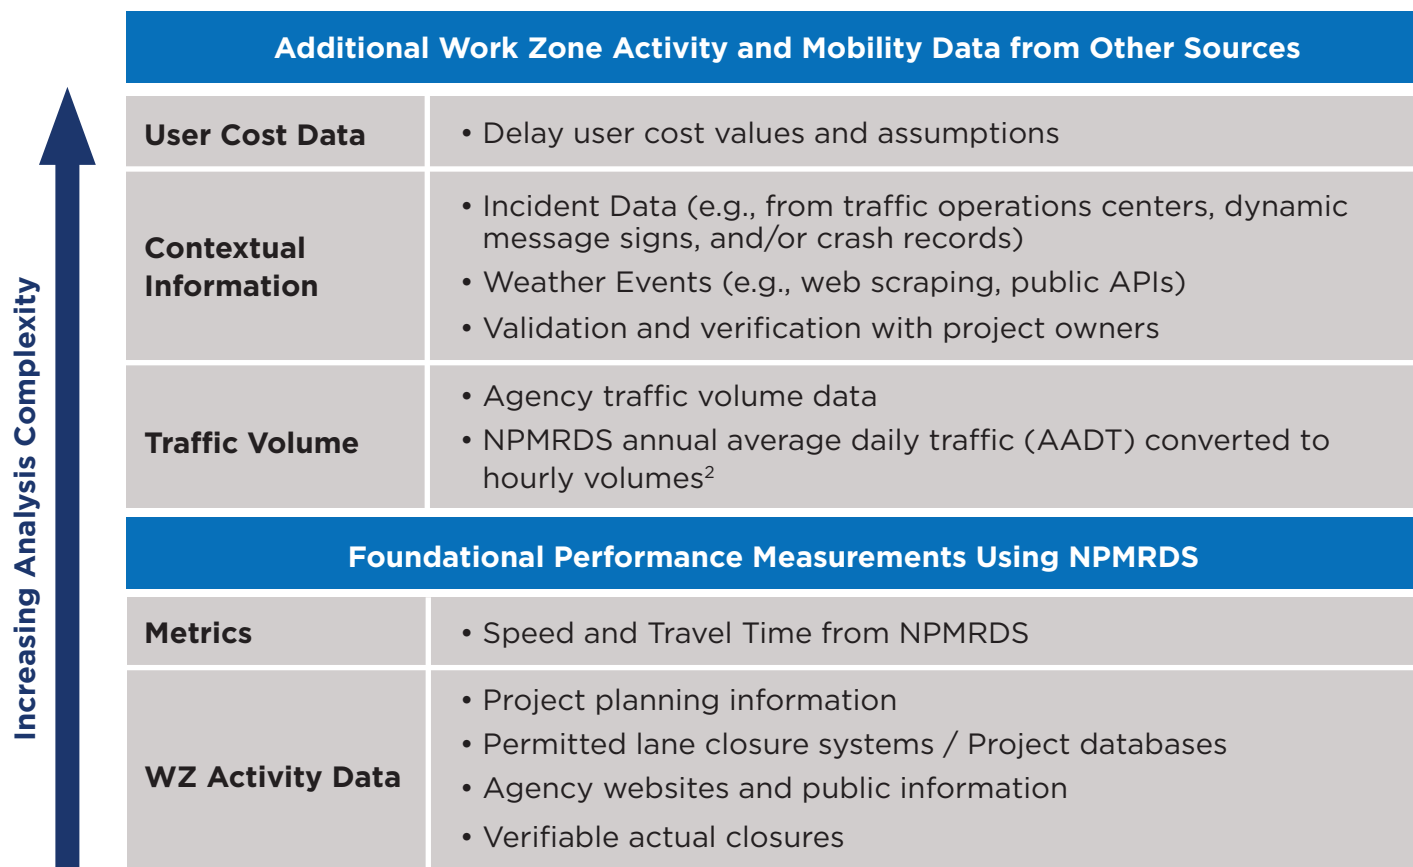 Additional Work Zone Activity and Mobility Data from Other Sources
User Cost Data
• Delay user cost values and assumptions
Contextual
Information
• Incident Data (e.g., from traffic operations centers, dynamic
message signs, and/or crash records)
• Weather Events (e.g., web scraping, public APIs)
• Validation and verification with project owners
Traffic Volume
• Agency traffic volume data
• NPMRDS annual average daily traffic (AADT) converted to
hourly volumes²
Foundational Performance Measurements Using NPMRDS
Metrics
• Speed and Travel Time from NPMRDS
WZ Activity Data
• Project planning information
• Permitted lane closure systems / Project databases
• Agency websites and public information
• Verifiable actual closures
Increasing Analysis Complexity